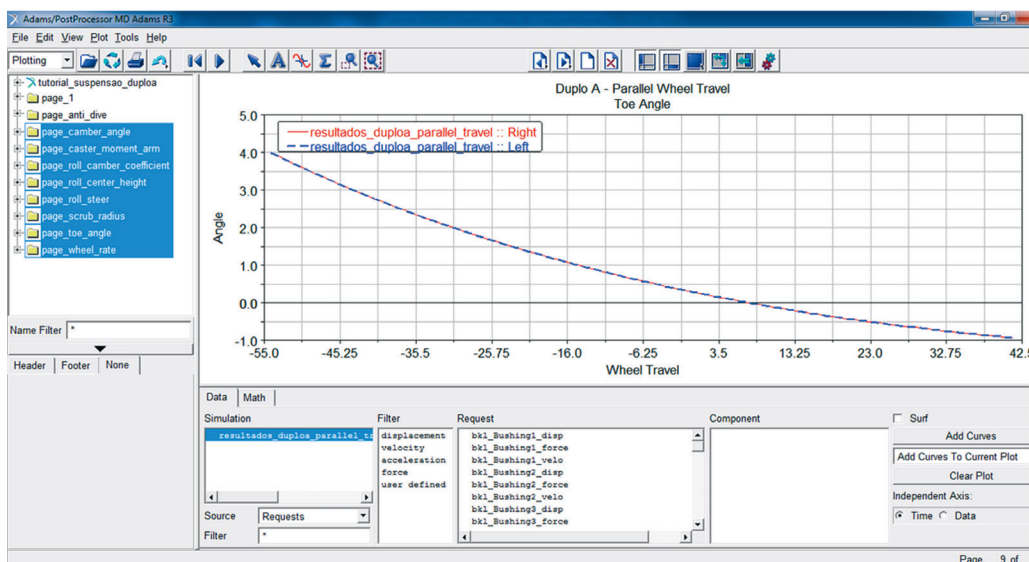 Adams/PostProcessor MD Adams R3
File Edit View Plot Tools Help
Plotting
tutorial_suspensao_duploa
page_1
page_anti_dive
page_camber_angle
page_caster_moment_arm
page_roll_camber_coefficient
page_roll_center_height
page_roll_steer
page_scrub_radius
page_toe_angle
page_wheel_rate
Name Filter *
Header Footer None
Duplo A - Parallel Wheel Travel
Toe Angle
resultados_duploa_parallel_travel :: Right
resultados_duploa_parallel_travel :: Left
5.0
4.0
3.0
2.0
1.0
0.0
-1.0
Angle
-55.0 -45.25 -35.5 -25.75 -16.0 -6.25 3.5 13.25 23.0 32.75 42.5
Wheel Travel
Data Math
Simulation
resultados_duploa_parallel_tr
Source Requests
Filter *
Filter
displacement
velocity
acceleration
force
user defined
Request
bkl_Bushing1_disp
bkl_Bushing1_force
bkl_Bushing1_velo
bkl_Bushing2_disp
bkl_Bushing2_force
bkl_Bushing2_velo
bkl_Bushing3_disp
bkl_Bushing3_force
Component
Surf
Add Curves
Add Curves To Current Plot
Clear Plot
Independent Axis:
Time Data
Page 9 of